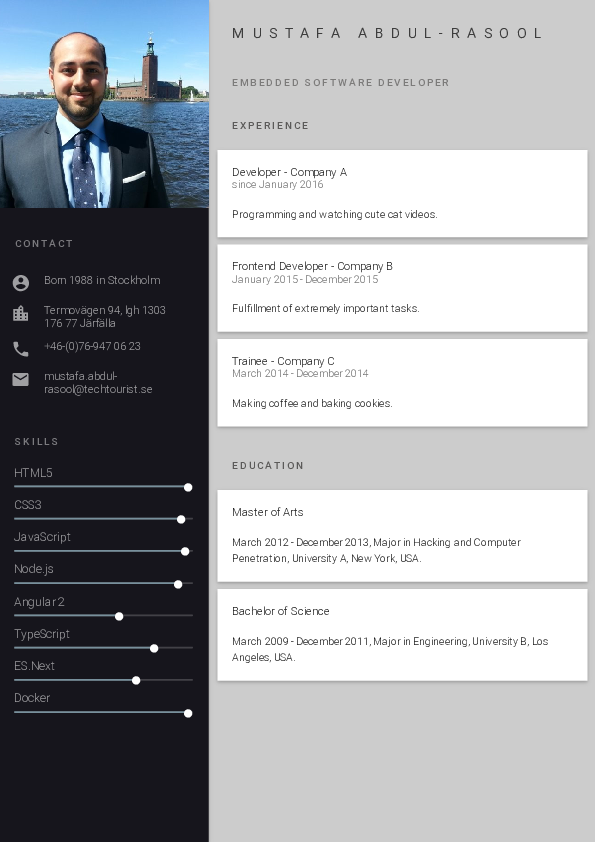 MUSTAFA ABDUL-RASOOL
EMBEDDED SOFTWARE DEVELOPER
CONTACT
Born 1988 in Stockholm
Termovägen 94, lgh 1303
176 77 Järfälla
+46-(0)76-947 06 23
mustafa.abdul-
rasool@techtourist.se
SKILLS
HTML5
CSS3
JavaScript
Node.js
Angular 2
TypeScript
ES.Next
Docker
EXPERIENCE
Developer - Company A
since January 2016
Programming and watching cute cat videos.
Frontend Developer - Company B
January 2015 - December 2015
Fulfillment of extremely important tasks.
Trainee - Company C
March 2014 - December 2014
Making coffee and baking cookies.
EDUCATION
Master of Arts
March 2012 - December 2013, Major in Hacking and Computer
Penetration, University A, New York, USA.
Bachelor of Science
March 2009 - December 2011, Major in Engineering, University B, Los
Angeles, USA.